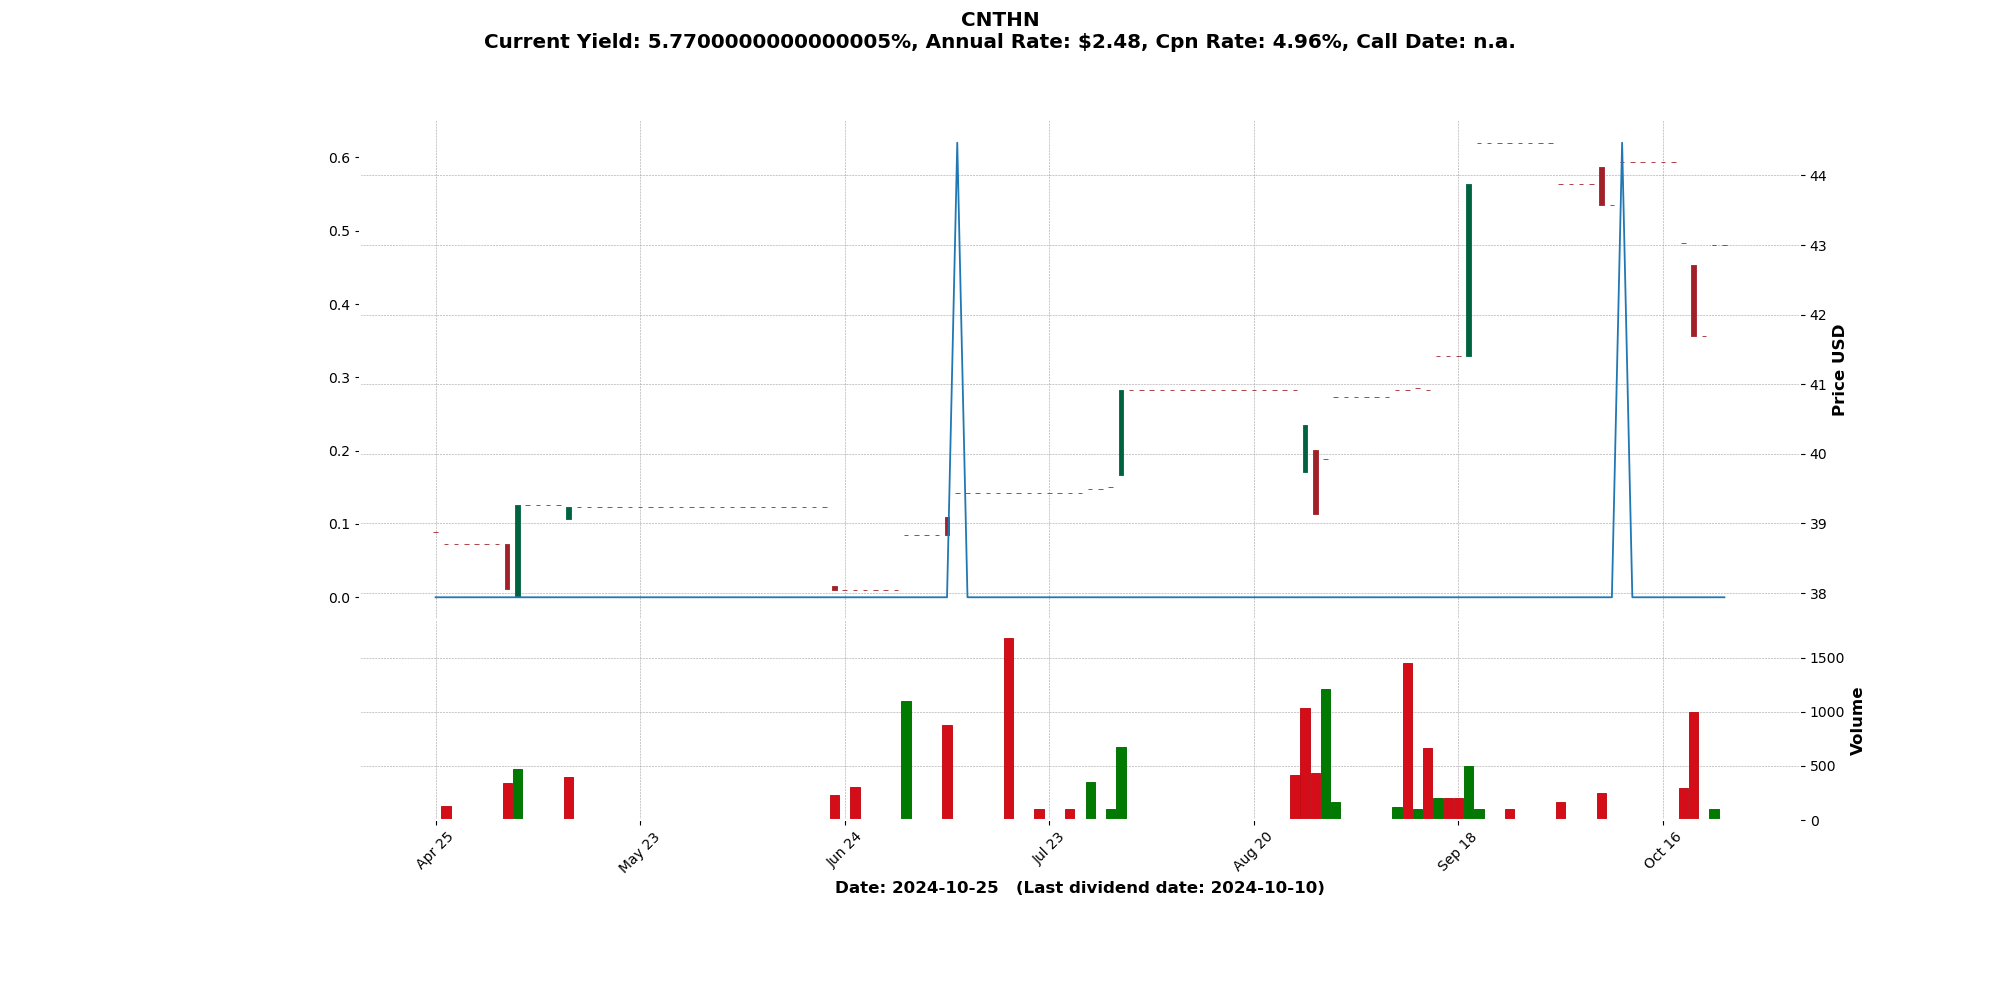 CNTHN
Current Yield: 5.7700000000000005%, Annual Rate: $2.48, Cpn Rate: 4.96%, Call Date: n.a.
0.6
0.5
0.4
0.3
0.2
0.1
0.0
44
43
42
41
40
39
38
Price USD
1500
1000
500
0
Volume
Apr 25
May 23
Jun 24
Jul 23
Aug 20
Sep 18
Oct 16
Date: 2024-10-25   (Last dividend date: 2024-10-10)